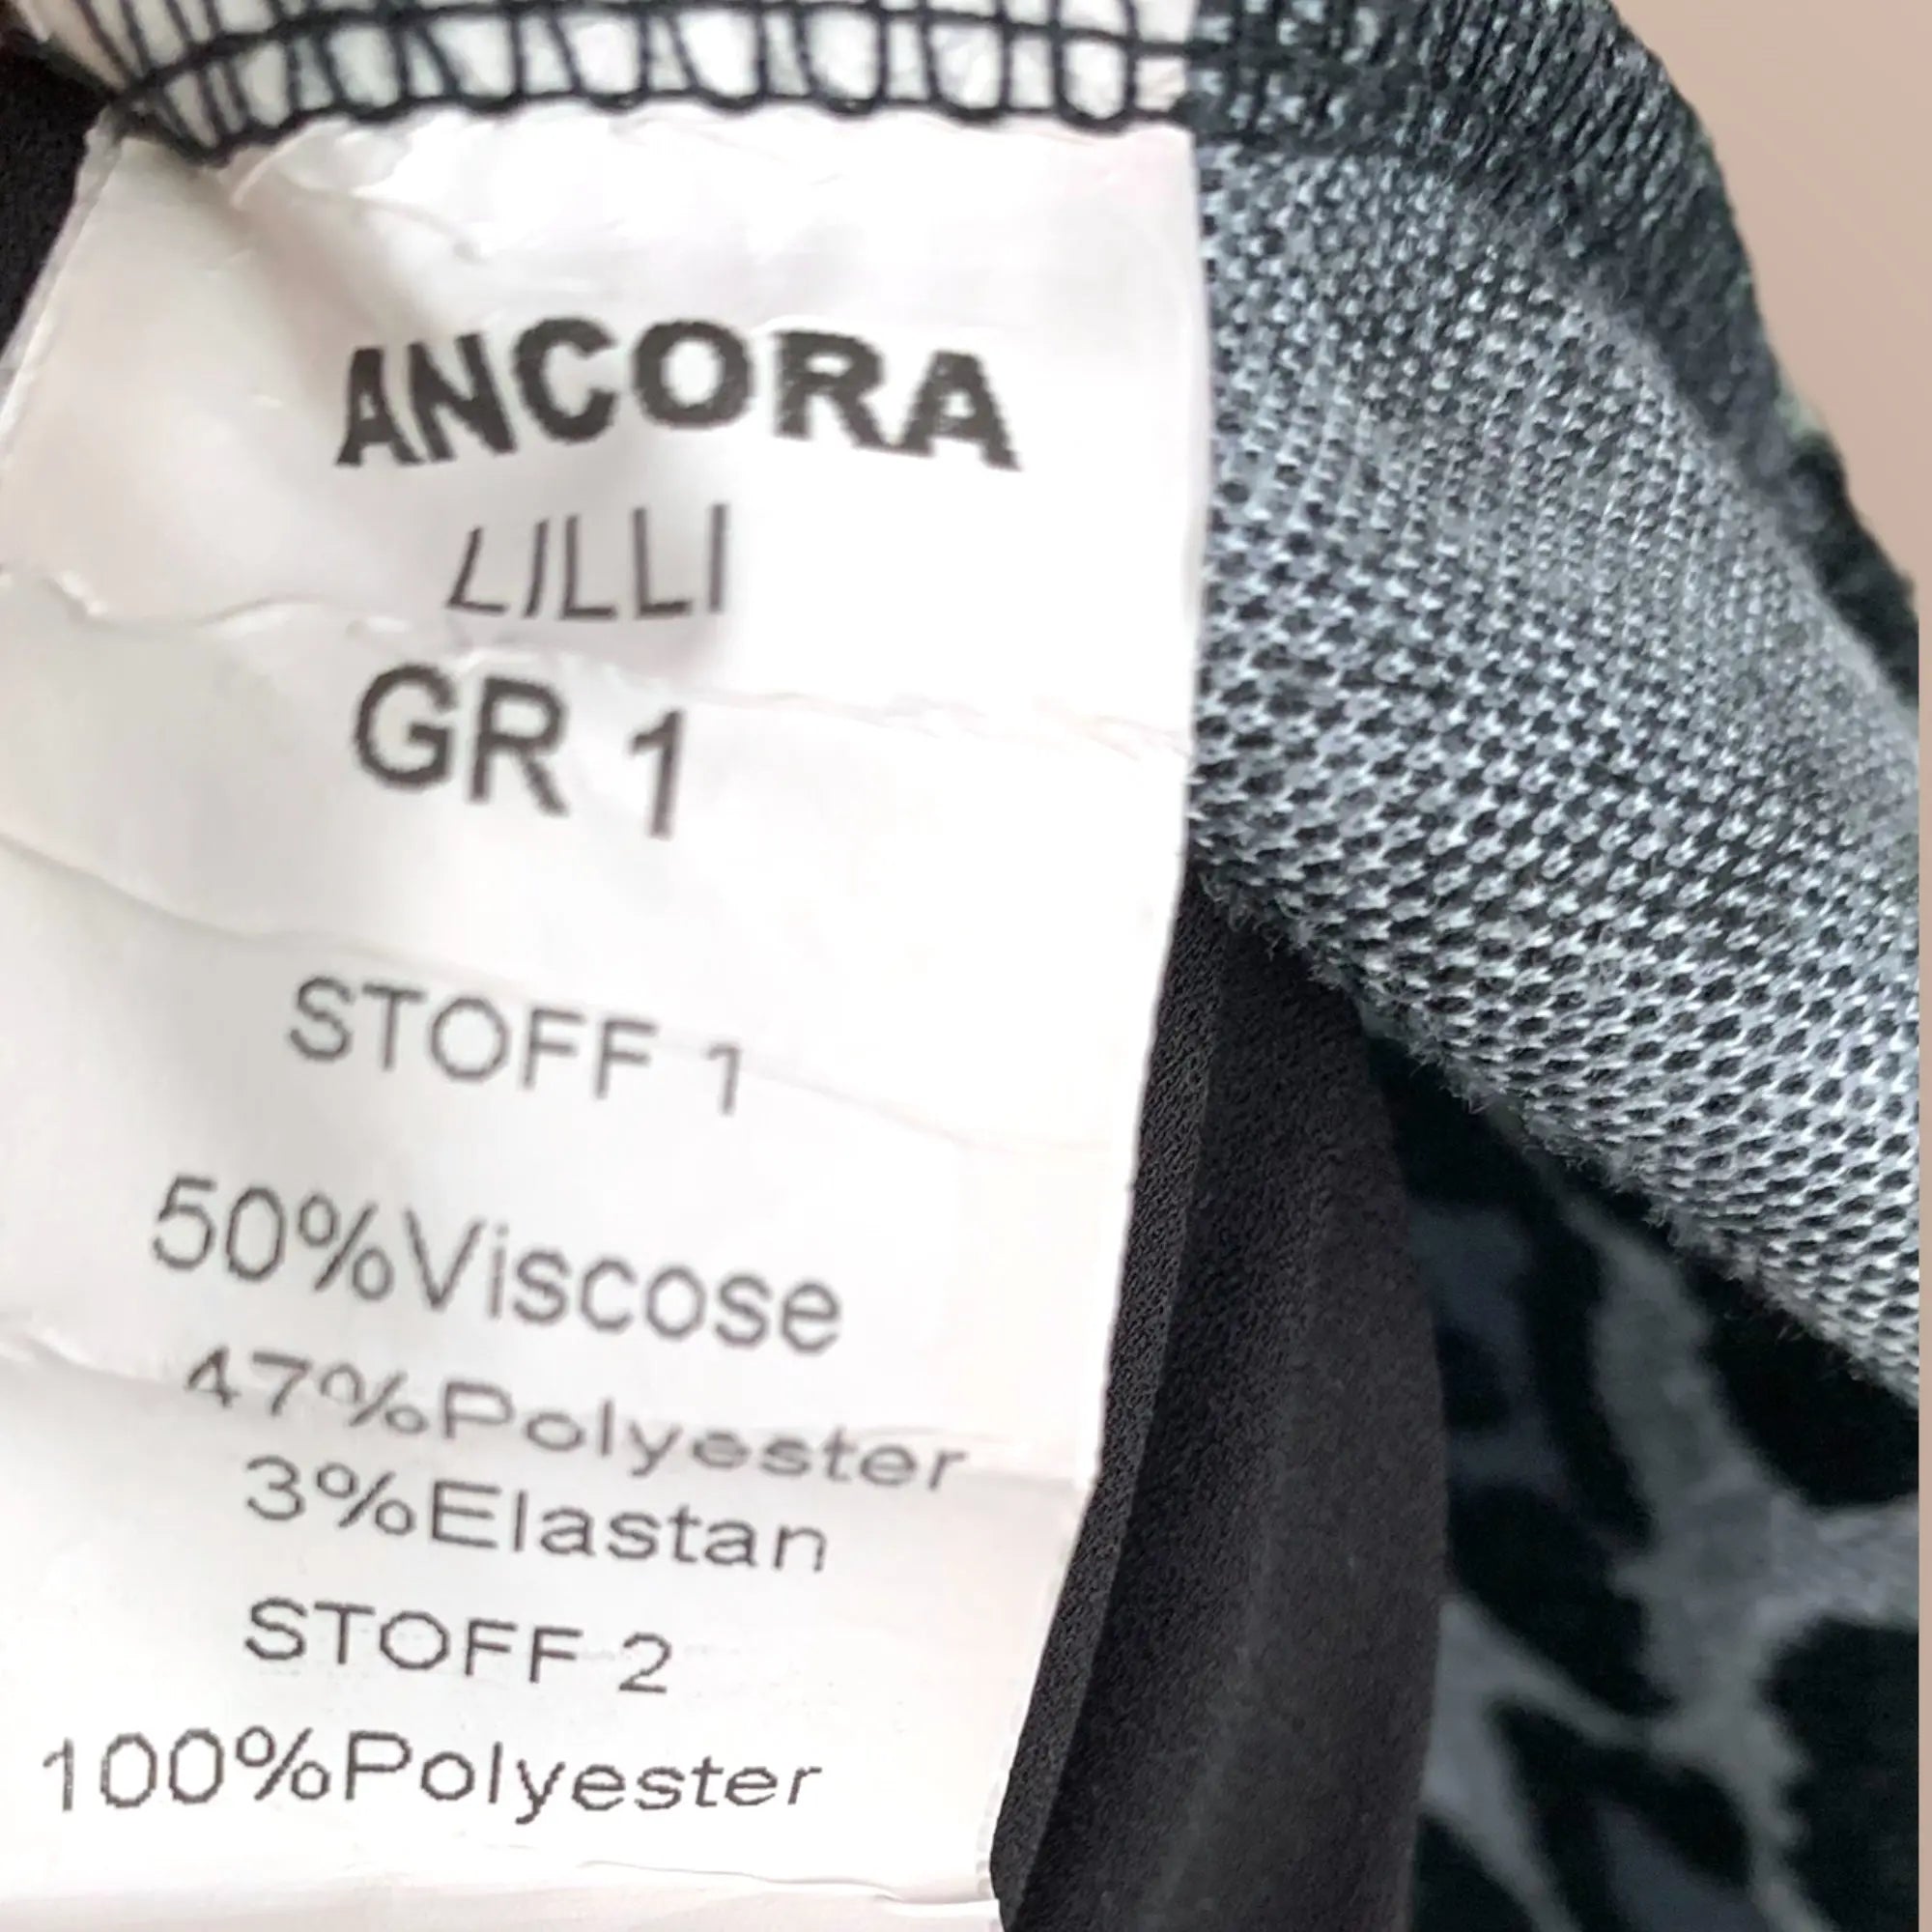 ANCORA
LILLI
GR 1
STOFF 1
50%Viscose
47%Polyester
3%Elastan
STOFF 2
100%Polyester